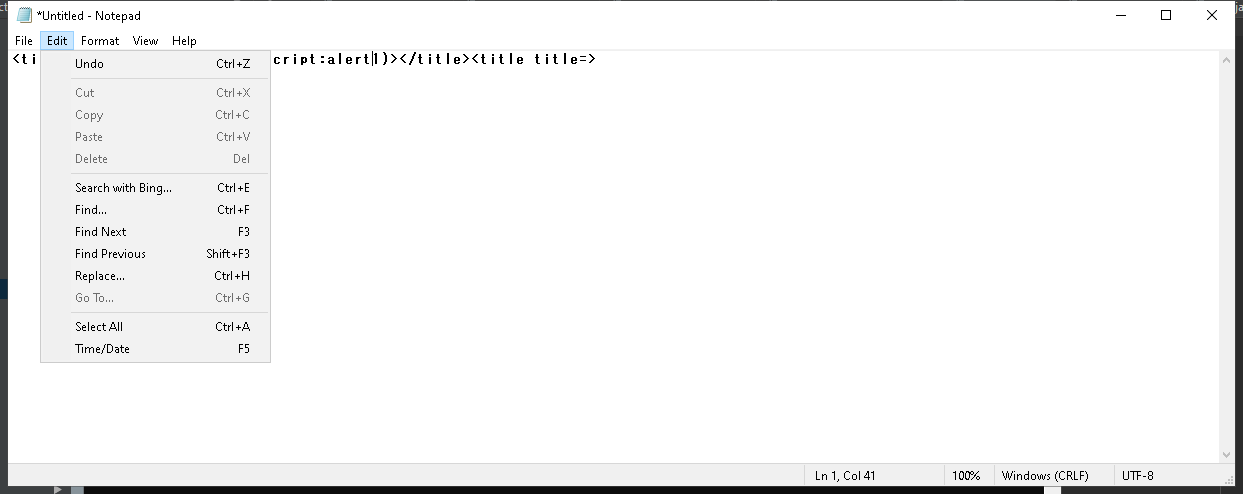 *Untitled - Notepad
File Edit Format View Help
<ti cript:alert1)></title><title title=>
Undo Ctrl+Z
Cut Ctrl+X
Copy Ctrl+C
Paste Ctrl+V
Delete Del
Search with Bing... Ctrl+E
Find... Ctrl+F
Find Next F3
Find Previous Shift+F3
Replace... Ctrl+H
Go To... Ctrl+G
Select All Ctrl+A
Time/Date F5
Ln 1, Col 41 100% Windows (CRLF) UTF-8